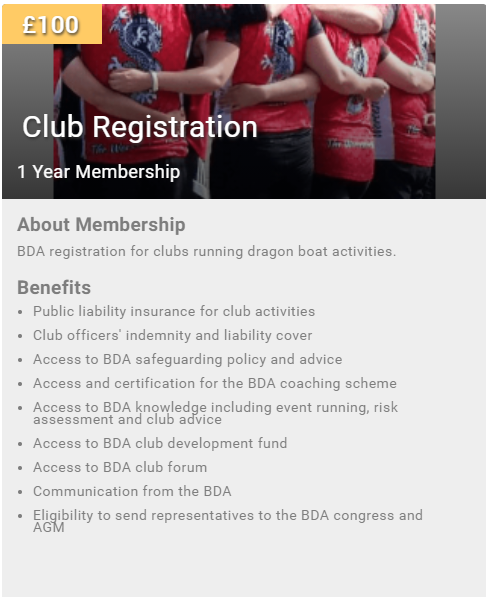 £100
Club Registration
1 Year Membership
About Membership
BDA registration for clubs running dragon boat activities.
Benefits
• Public liability insurance for club activities
• Club officers' indemnity and liability cover
• Access to BDA safeguarding policy and advice
• Access and certification for the BDA coaching scheme
• Access to BDA knowledge including event running, risk
assessment and club advice
• Access to BDA club development fund
• Access to BDA club forum
• Communication from the BDA
• Eligibility to send representatives to the BDA congress and
AGM